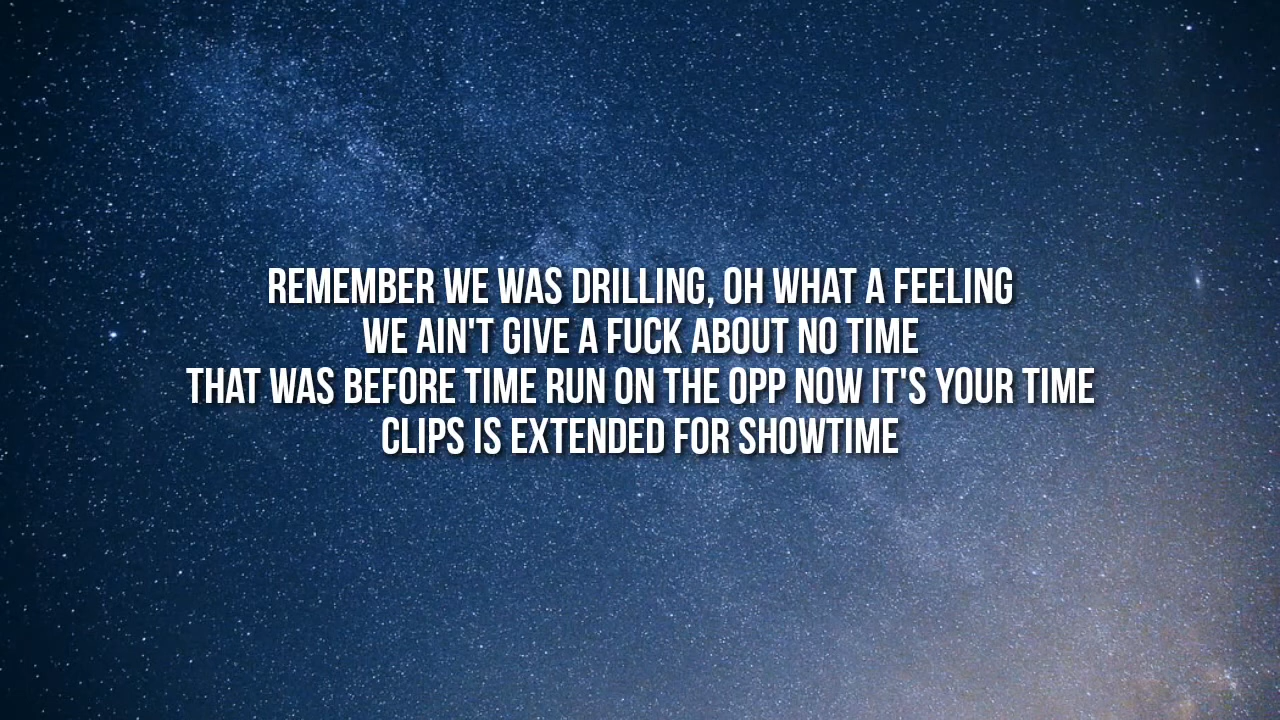 REMEMBER WE WAS DRILLING, OH WHAT A FEELING
WE AIN'T GIVE A FUCK ABOUT NO TIME
THAT WAS BEFORE TIME RUN ON THE OPP NOW IT'S YOUR TIME
CLIPS IS EXTENDED FOR SHOWTIME